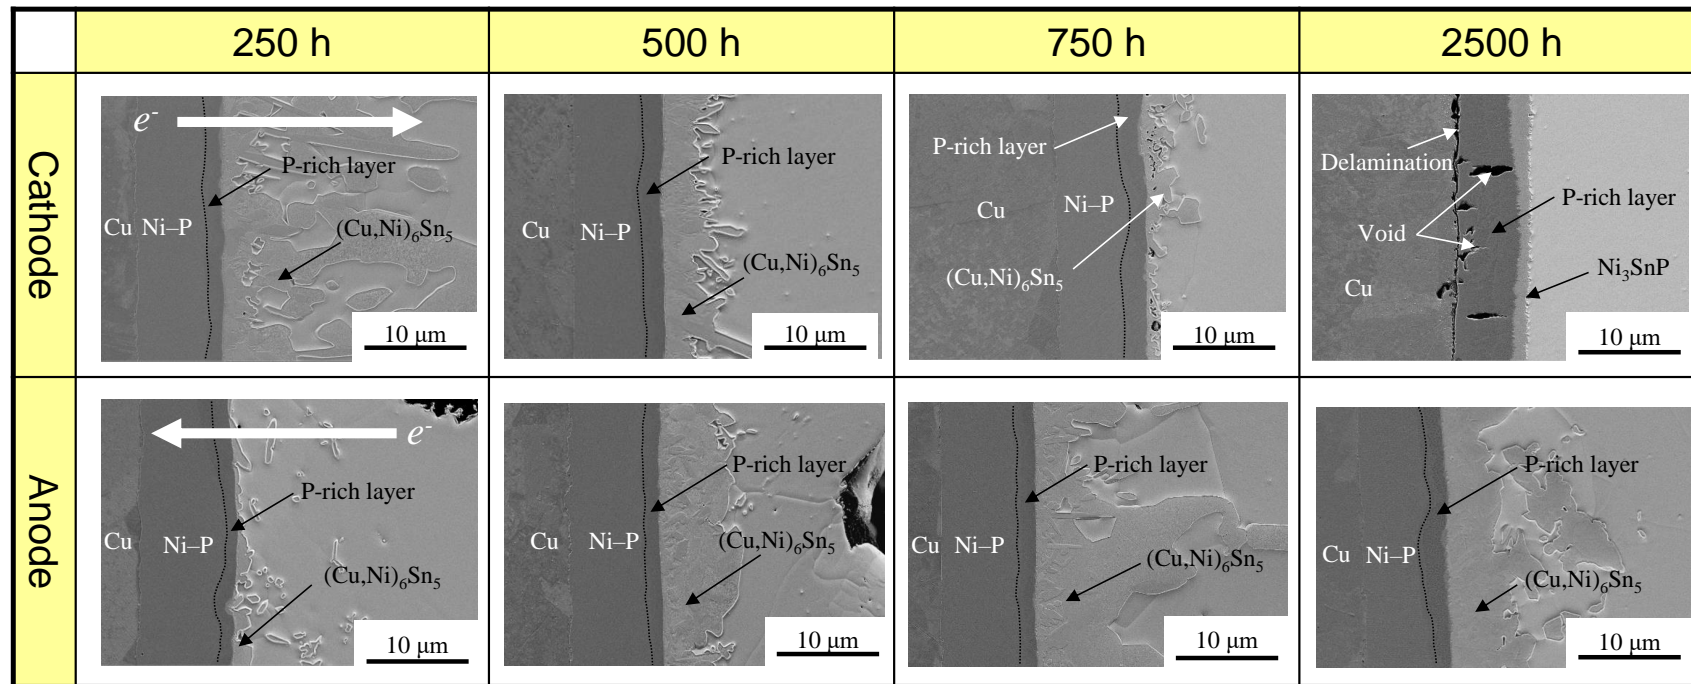 250 h
500 h
750 h
2500 h
Cathode
e⁻
P-rich layer
Cu
Ni–P
(Cu,Ni)₆Sn₅
10 μm
P-rich layer
Cu
Ni–P
(Cu,Ni)₆Sn₅
10 μm
P-rich layer
Cu
Ni–P
(Cu,Ni)₆Sn₅
10 μm
Delamination
P-rich layer
Void
Ni₃SnP
Cu
10 μm
Anode
e⁻
P-rich layer
Cu
Ni–P
(Cu,Ni)₆Sn₅
10 μm
P-rich layer
Cu
Ni–P
(Cu,Ni)₆Sn₅
10 μm
P-rich layer
Cu
Ni–P
(Cu,Ni)₆Sn₅
10 μm
P-rich layer
Cu
Ni–P
(Cu,Ni)₆Sn₅
10 μm